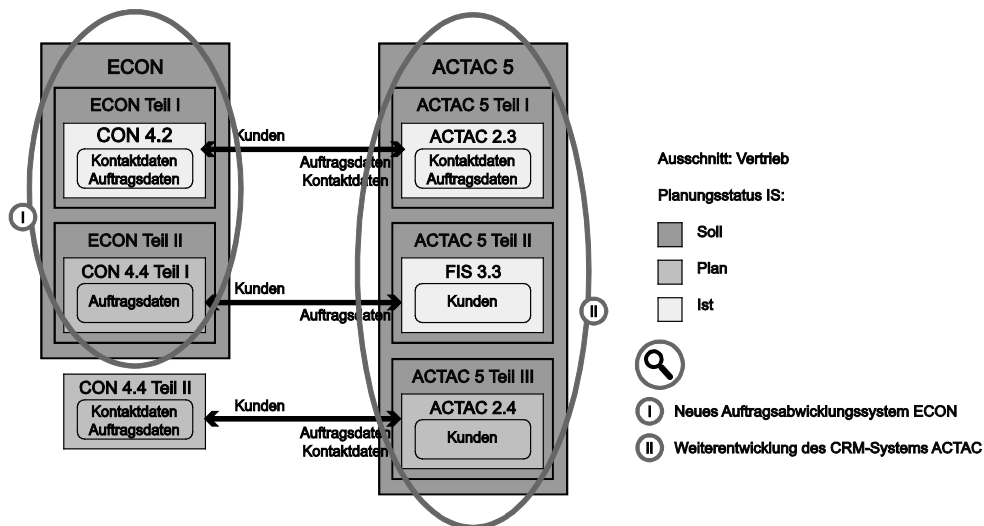 ECON
ECON Teil I
CON 4.2
Kontaktdaten
Auftragsdaten
ECON Teil II
CON 4.4 Teil I
Auftragsdaten
CON 4.4 Teil II
Kontaktdaten
Auftragsdaten
I
Kunden
Auftragsdaten
Kontaktdaten
Kunden
Auftragsdaten
Kunden
Auftragsdaten
Kontaktdaten
ACTAC 5
ACTAC 5 Teil I
ACTAC 2.3
Kontaktdaten
Auftragsdaten
ACTAC 5 Teil II
FIS 3.3
Kunden
ACTAC 5 Teil III
ACTAC 2.4
Kunden
II
Ausschnitt: Vertrieb
Planungsstatus IS:
Soll
Plan
Ist
I Neues Auftragsabwicklungssystem ECON
II Weiterentwicklung des CRM-Systems ACTAC